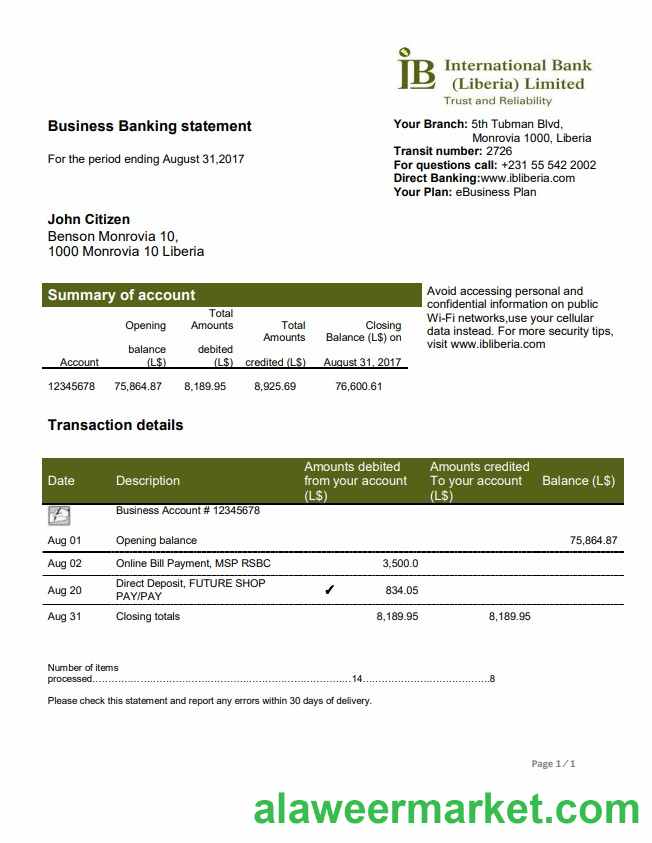 iB International Bank
(Liberia) Limited
Trust and Reliability
Business Banking statement
For the period ending August 31,2017
Your Branch: 5th Tubman Blvd,
Monrovia 1000, Liberia
Transit number: 2726
For questions call: +231 55 542 2002
Direct Banking:www.ibliberia.com
Your Plan: eBusiness Plan
John Citizen
Benson Monrovia 10,
1000 Monrovia 10 Liberia
Summary of account
Total
Opening Amounts Total Closing
Amounts Balance (L$) on
balance debited
Account (L$) (L$) credited (L$) August 31, 2017
12345678 75,864.87 8,189.95 8,925.69 76,600.61
Avoid accessing personal and
confidential information on public
Wi-Fi networks,use your cellular
data instead. For more security tips,
visit www.ibliberia.com
Transaction details
Amounts debited Amounts credited
Date Description from your account To your account Balance (L$)
(L$) (L$)
Business Account # 12345678
Aug 01 Opening balance 75,864.87
Aug 02 Online Bill Payment, MSP RSBC 3,500.0
Direct Deposit, FUTURE SHOP
Aug 20 PAY/PAY ✔ 834.05
Aug 31 Closing totals 8,189.95 8,189.95
Number of items
processed.....................................................................................14..........................................8
Please check this statement and report any errors within 30 days of delivery.
Page 1 / 1
alaweermarket.com